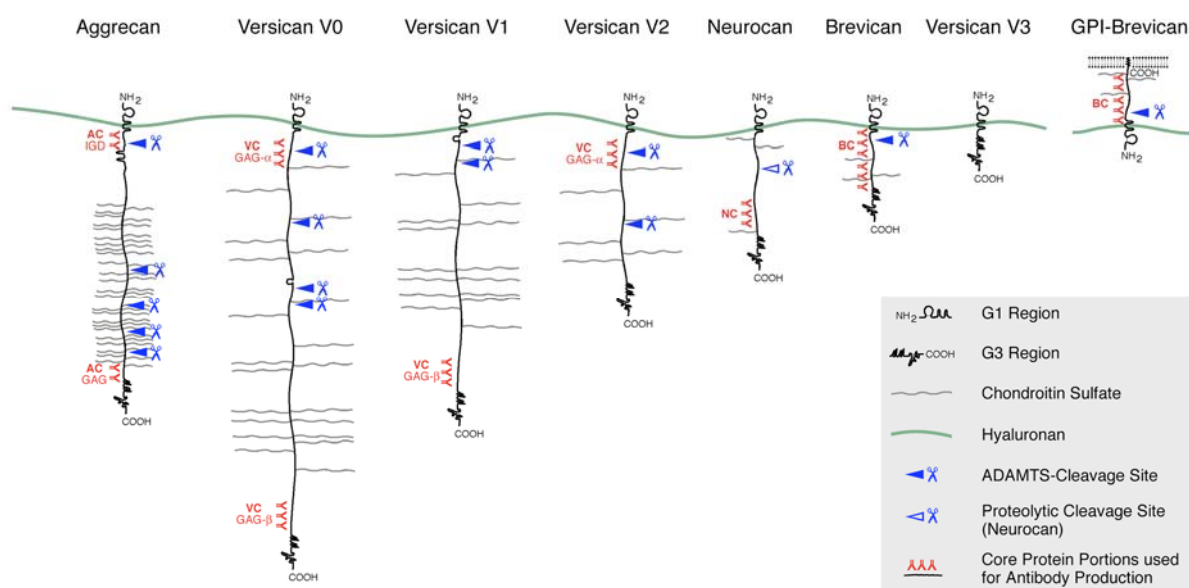 Aggrecan
Versican V0
Versican V1
Versican V2
Neurocan
Brevican
Versican V3
GPI-Brevican
NH2
NH2
NH2
NH2
NH2
NH2
NH2
COOH
BC
NH2
AC
IGD
VC
GAG-α
VC
GAG-α
BC
NC
COOH
COOH
COOH
COOH
VC
GAG-β
AC
GAG
COOH
COOH
VC
GAG-β
COOH
NH2 G1 Region
COOH G3 Region
Chondroitin Sulfate
Hyaluronan
ADAMTS-Cleavage Site
Proteolytic Cleavage Site
(Neurocan)
Core Protein Portions used
for Antibody Production